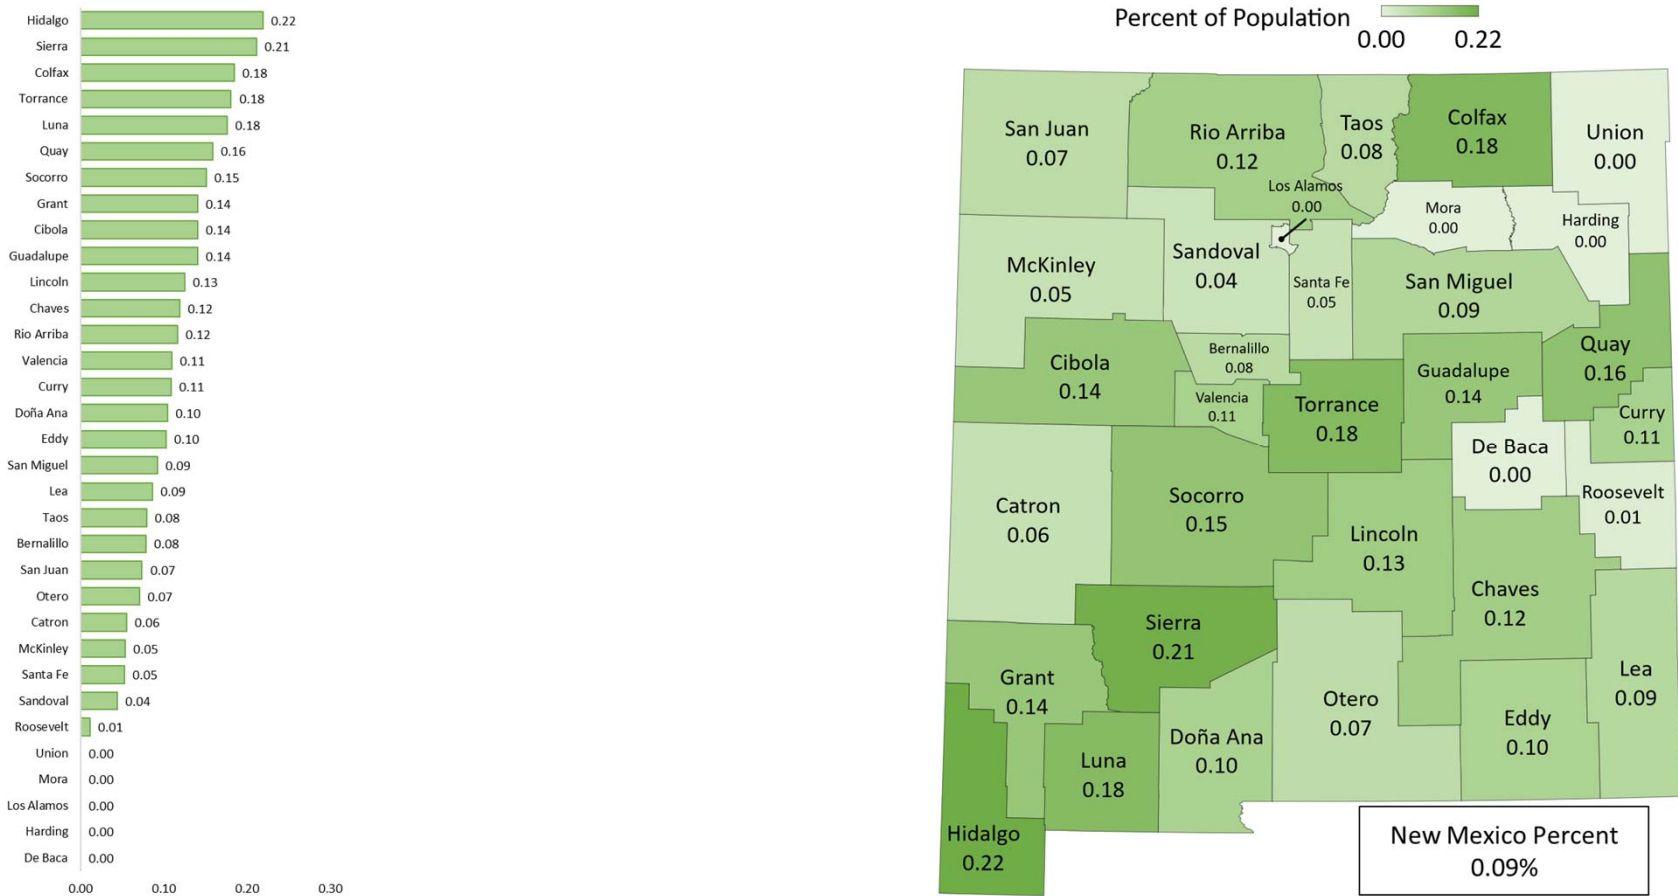 Hidalgo 0.22
Sierra 0.21
Colfax 0.18
Torrance 0.18
Luna 0.18
Quay 0.16
Socorro 0.15
Grant 0.14
Cibola 0.14
Guadalupe 0.14
Lincoln 0.13
Chaves 0.12
Rio Arriba 0.12
Valencia 0.11
Curry 0.11
Doña Ana 0.10
Eddy 0.10
San Miguel 0.09
Lea 0.09
Taos 0.08
Bernalillo 0.08
San Juan 0.07
Otero 0.07
Catron 0.06
McKinley 0.05
Santa Fe 0.05
Sandoval 0.04
Roosevelt 0.01
Union 0.00
Mora 0.00
Los Alamos 0.00
Harding 0.00
De Baca 0.00
0.00 0.10 0.20 0.30
Percent of Population
0.00 0.22
San Juan
0.07
Rio Arriba
0.12
Taos
0.08
Colfax
0.18
Union
0.00
Los Alamos
0.00
Mora
0.00
Harding
0.00
McKinley
0.05
Sandoval
0.04
Santa Fe
0.05
San Miguel
0.09
Cibola
0.14
Bernalillo
0.08
Valencia
0.11
Torrance
0.18
Guadalupe
0.14
Quay
0.16
Curry
0.11
De Baca
0.00
Roosevelt
0.01
Catron
0.06
Socorro
0.15
Lincoln
0.13
Chaves
0.12
Sierra
0.21
Grant
0.14
Otero
0.07
Lea
0.09
Eddy
0.10
Doña Ana
0.10
Luna
0.18
Hidalgo
0.22
New Mexico Percent
0.09%